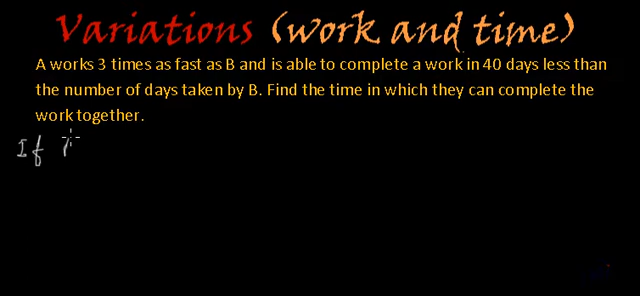 Variations (work and time)
A works 3 times as fast as B and is able to complete a work in 40 days less than
the number of days taken by B. Find the time in which they can complete the
work together.
If